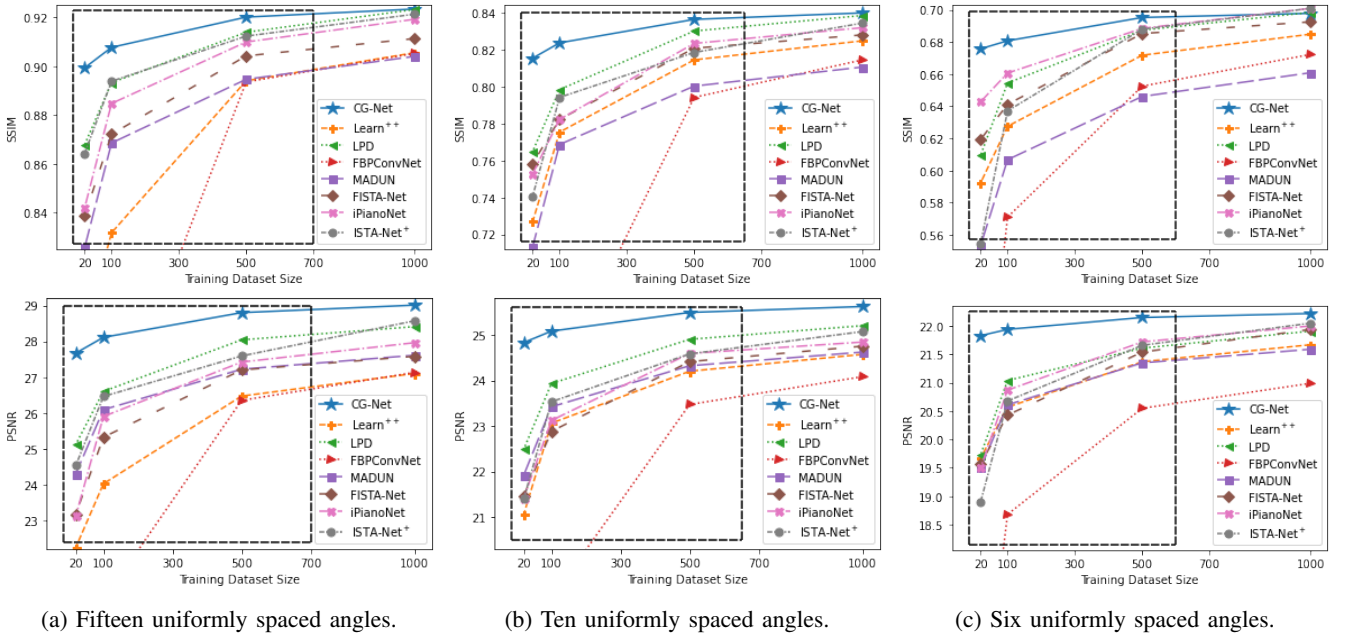 0.92
0.90
0.88
0.86
0.84
SSIM
20 100 300 500 700 1000
Training Dataset Size
CG-Net
Learn++
LPD
FBPConvNet
MADUN
FISTA-Net
iPianoNet
ISTA-Net+
0.84
0.82
0.80
0.78
0.76
0.74
0.72
SSIM
20 100 300 500 700 1000
Training Dataset Size
CG-Net
Learn++
LPD
FBPConvNet
MADUN
FISTA-Net
iPianoNet
ISTA-Net+
0.70
0.68
0.66
0.64
0.62
0.60
0.58
0.56
SSIM
20 100 300 500 700 1000
Training Dataset Size
CG-Net
Learn++
LPD
FBPConvNet
MADUN
FISTA-Net
iPianoNet
ISTA-Net+
29
28
27
26
25
24
23
PSNR
20 100 300 500 700 1000
Training Dataset Size
CG-Net
Learn++
LPD
FBPConvNet
MADUN
FISTA-Net
iPianoNet
ISTA-Net+
25
24
23
22
21
PSNR
20 100 300 500 700 1000
Training Dataset Size
CG-Net
Learn++
LPD
FBPConvNet
MADUN
FISTA-Net
iPianoNet
ISTA-Net+
22.0
21.5
21.0
20.5
20.0
19.5
19.0
18.5
PSNR
20 100 300 500 700 1000
Training Dataset Size
CG-Net
Learn++
LPD
FBPConvNet
MADUN
FISTA-Net
iPianoNet
ISTA-Net+
(a) Fifteen uniformly spaced angles.
(b) Ten uniformly spaced angles.
(c) Six uniformly spaced angles.